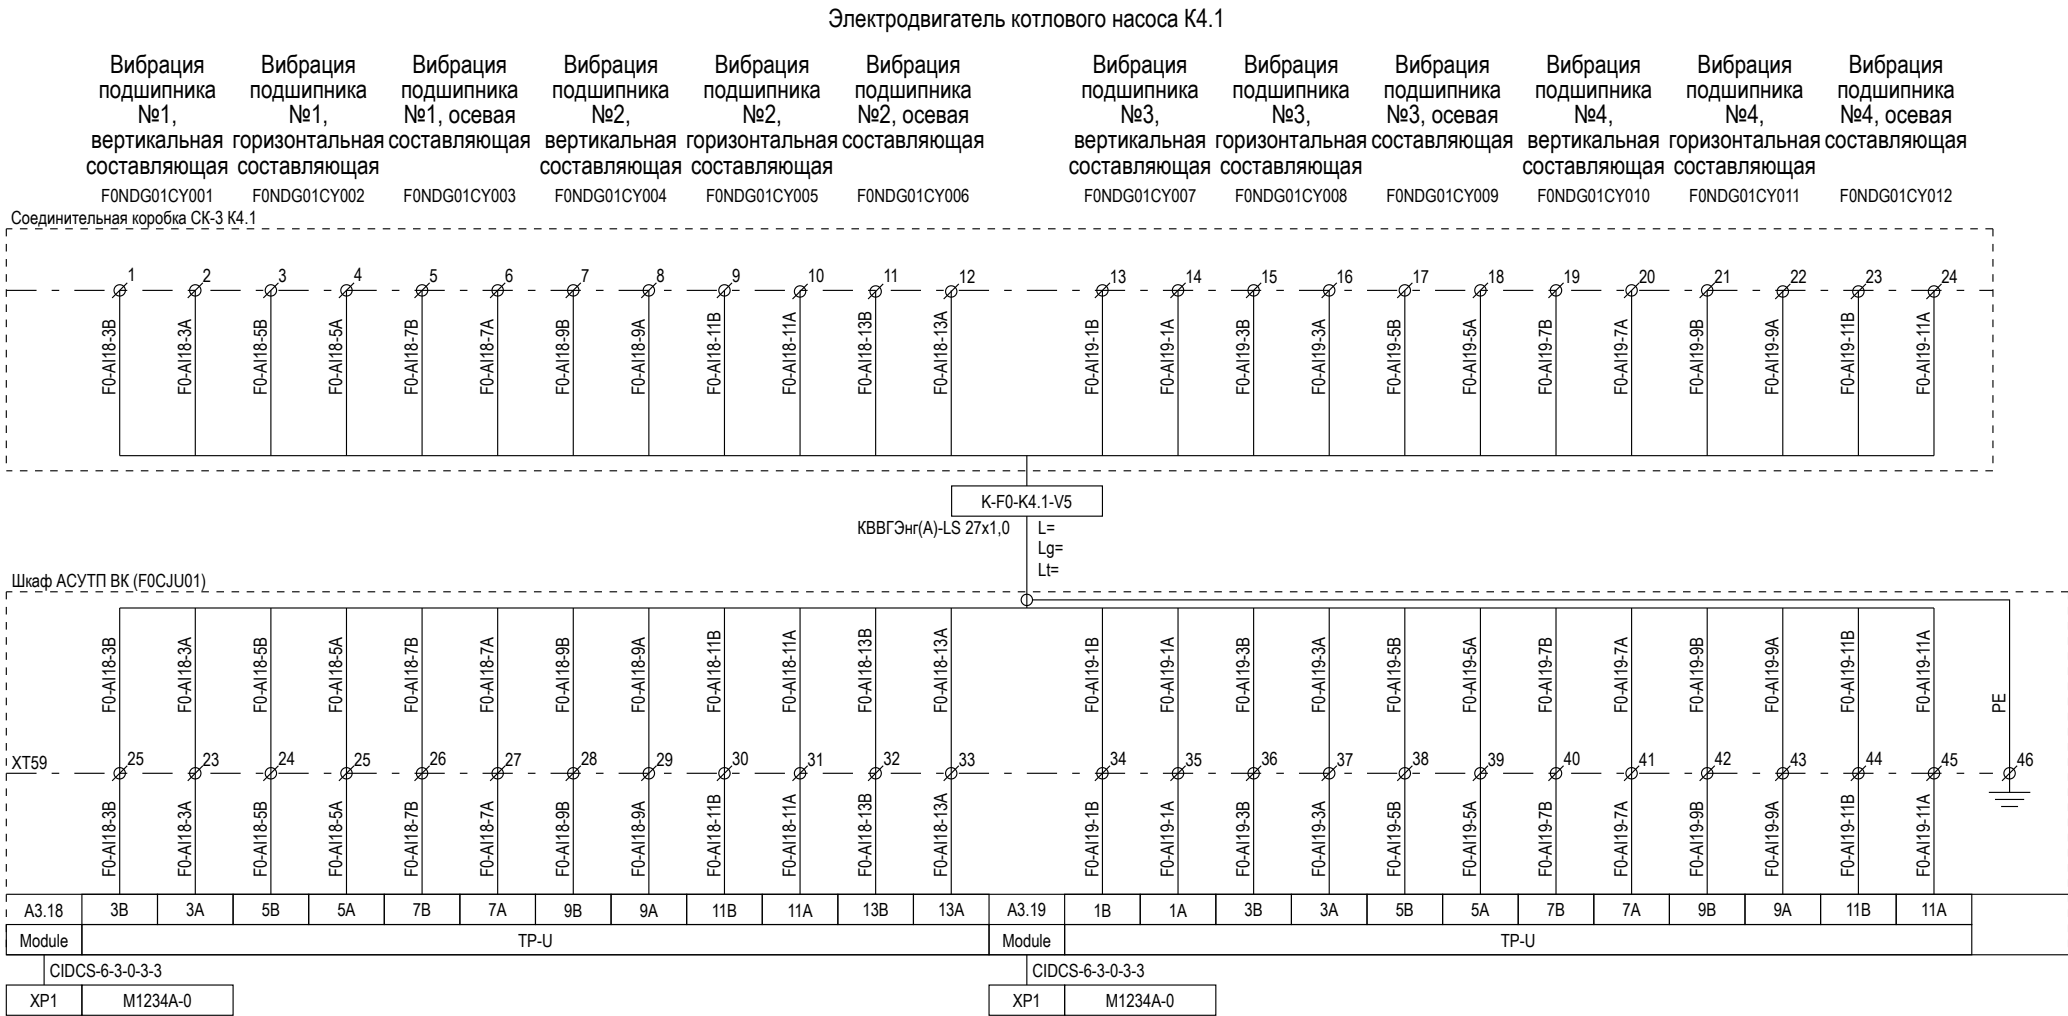 Электродвигатель котлового насоса К4.1
Вибрация подшипника №1, вертикальная составляющая
Вибрация подшипника №1, горизонтальная составляющая
Вибрация подшипника №1, осевая составляющая
Вибрация подшипника №2, вертикальная составляющая
Вибрация подшипника №2, горизонтальная составляющая
Вибрация подшипника №2, осевая составляющая
Вибрация подшипника №3, вертикальная составляющая
Вибрация подшипника №3, горизонтальная составляющая
Вибрация подшипника №3, осевая составляющая
Вибрация подшипника №4, вертикальная составляющая
Вибрация подшипника №4, горизонтальная составляющая
Вибрация подшипника №4, осевая составляющая
F0NDG01CY001 F0NDG01CY002 F0NDG01CY003 F0NDG01CY004 F0NDG01CY005 F0NDG01CY006 F0NDG01CY007 F0NDG01CY008 F0NDG01CY009 F0NDG01CY010 F0NDG01CY011 F0NDG01CY012
Соединительная коробка СК-3 К4.1
1 2 3 4 5 6 7 8 9 10 11 12 13 14 15 16 17 18 19 20 21 22 23 24
F0-AI18-3B F0-AI18-3A F0-AI18-5B F0-AI18-5A F0-AI18-7B F0-AI18-7A F0-AI18-9B F0-AI18-9A F0-AI18-11B F0-AI18-11A F0-AI18-13B F0-AI18-13A F0-AI19-1B F0-AI19-1A F0-AI19-3B F0-AI19-3A F0-AI19-5B F0-AI19-5A F0-AI19-7B F0-AI19-7A F0-AI19-9B F0-AI19-9A F0-AI19-11B F0-AI19-11A
K-F0-K4.1-V5
КВВГЭнг(А)-LS 27x1,0
L=
Lg=
Lt=
Шкаф АСУТП ВК (F0CJU01)
F0-AI18-3B F0-AI18-3A F0-AI18-5B F0-AI18-5A F0-AI18-7B F0-AI18-7A F0-AI18-9B F0-AI18-9A F0-AI18-11B F0-AI18-11A F0-AI18-13B F0-AI18-13A F0-AI19-1B F0-AI19-1A F0-AI19-3B F0-AI19-3A F0-AI19-5B F0-AI19-5A F0-AI19-7B F0-AI19-7A F0-AI19-9B F0-AI19-9A F0-AI19-11B F0-AI19-11A PE
XT59 25 23 24 25 26 27 28 29 30 31 32 33 34 35 36 37 38 39 40 41 42 43 44 45 46
F0-AI18-3B F0-AI18-3A F0-AI18-5B F0-AI18-5A F0-AI18-7B F0-AI18-7A F0-AI18-9B F0-AI18-9A F0-AI18-11B F0-AI18-11A F0-AI18-13B F0-AI18-13A F0-AI19-1B F0-AI19-1A F0-AI19-3B F0-AI19-3A F0-AI19-5B F0-AI19-5A F0-AI19-7B F0-AI19-7A F0-AI19-9B F0-AI19-9A F0-AI19-11B F0-AI19-11A
A3.18 3B 3A 5B 5A 7B 7A 9B 9A 11B 11A 13B 13A A3.19 1B 1A 3B 3A 5B 5A 7B 7A 9B 9A 11B 11A
Module TP-U Module TP-U
CIDCS-6-3-0-3-3 CIDCS-6-3-0-3-3
XP1 M1234A-0 XP1 M1234A-0